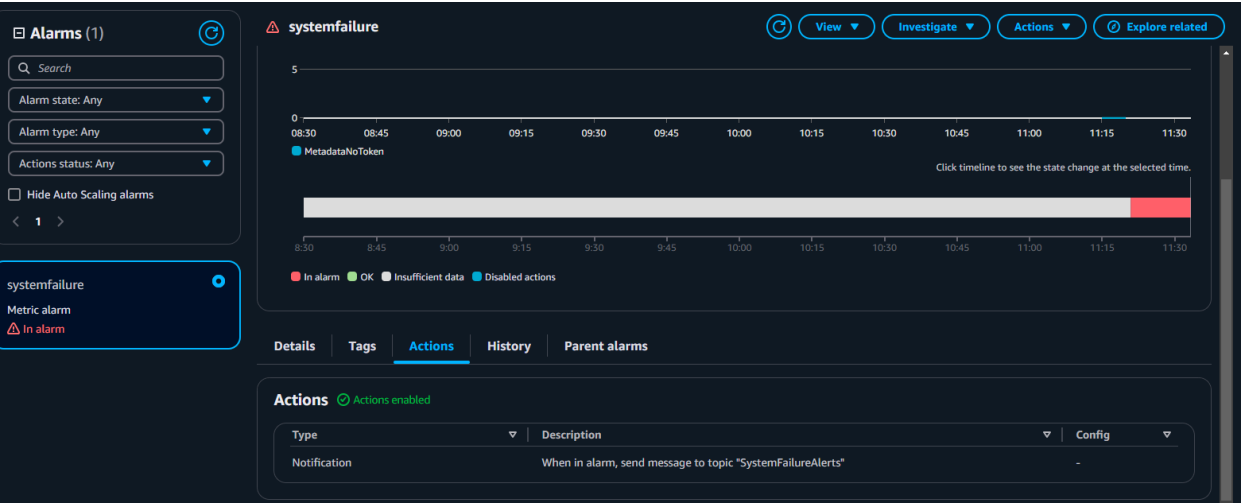 Alarms (1)
Search
Alarm state: Any
Alarm type: Any
Actions status: Any
Hide Auto Scaling alarms
1
systemfailure
Metric alarm
In alarm
systemfailure
View
Investigate
Actions
Explore related
5
0
08:30 08:45 09:00 09:15 09:30 09:45 10:00 10:15 10:30 10:45 11:00 11:15 11:30
MetadataNoToken
Click timeline to see the state change at the selected time.
8:30 8:45 9:00 9:15 9:30 9:45 10:00 10:15 10:30 10:45 11:00 11:15 11:30
In alarm OK Insufficient data Disabled actions
Details Tags Actions History Parent alarms
Actions Actions enabled
Type Description Config
Notification When in alarm, send message to topic "SystemFailureAlerts" -